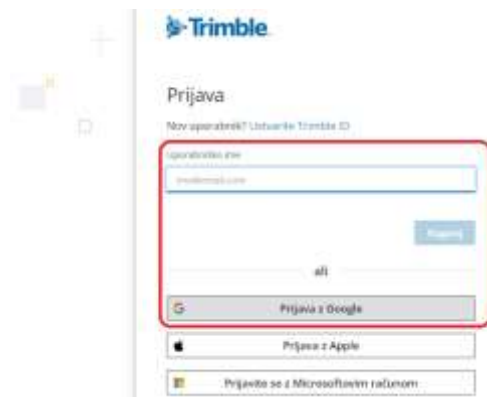 Trimble
Prijava
Nov uporabnik? Ustvarite Trimble ID
uporabniško ime
ali
Prijava z Google
Prijava z Apple
Prijavite se z Microsoftovim računom